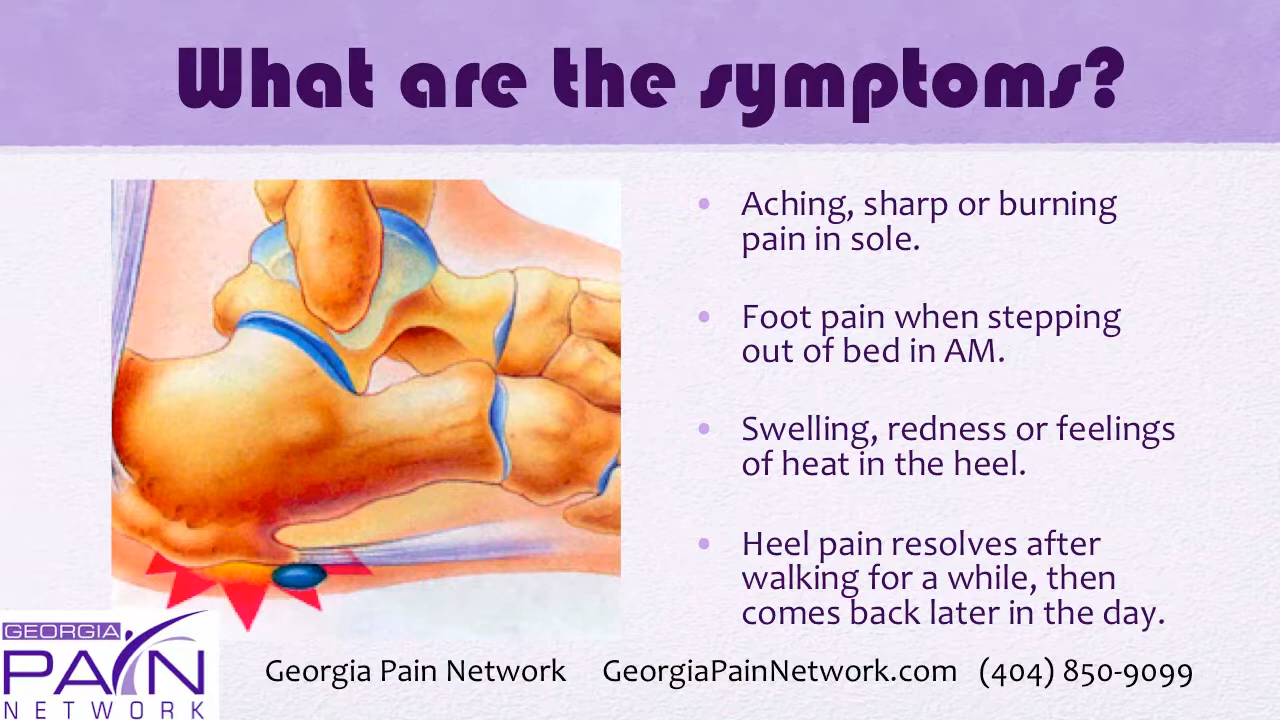 What are the symptoms?
• Aching, sharp or burning
pain in sole.
• Foot pain when stepping
out of bed in AM.
• Swelling, redness or feelings
of heat in the heel.
• Heel pain resolves after
walking for a while, then
comes back later in the day.
GEORGIA
PAIN
NETWORK
Georgia Pain Network GeorgiaPainNetwork.com (404) 850-9099